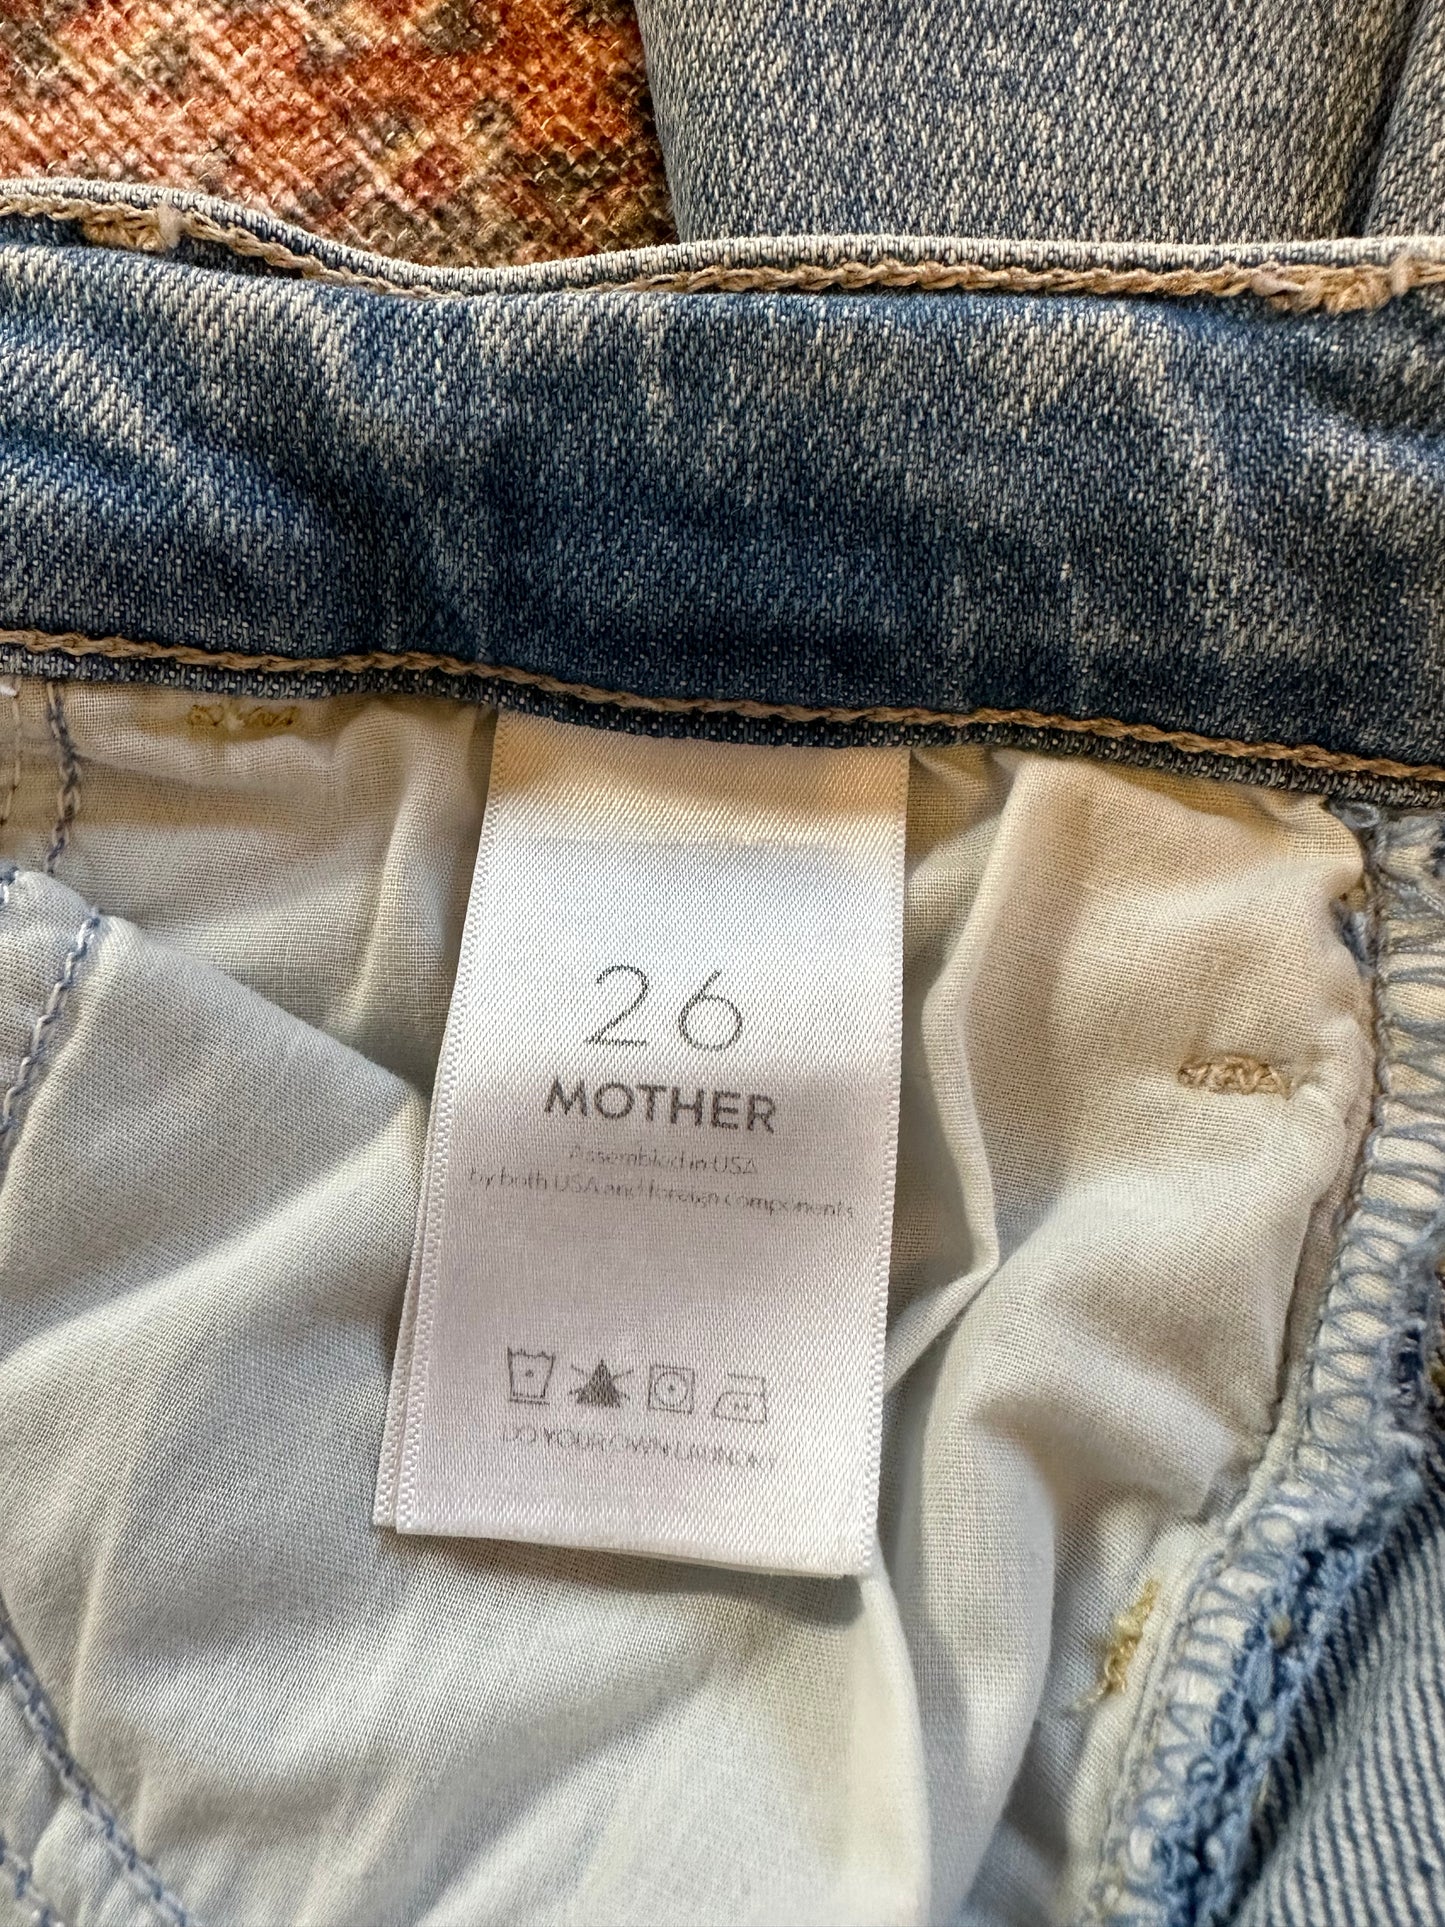 26
MOTHER
Assembled in USA
by both USA and foreign components
DO YOUR OWN LAUNDRY